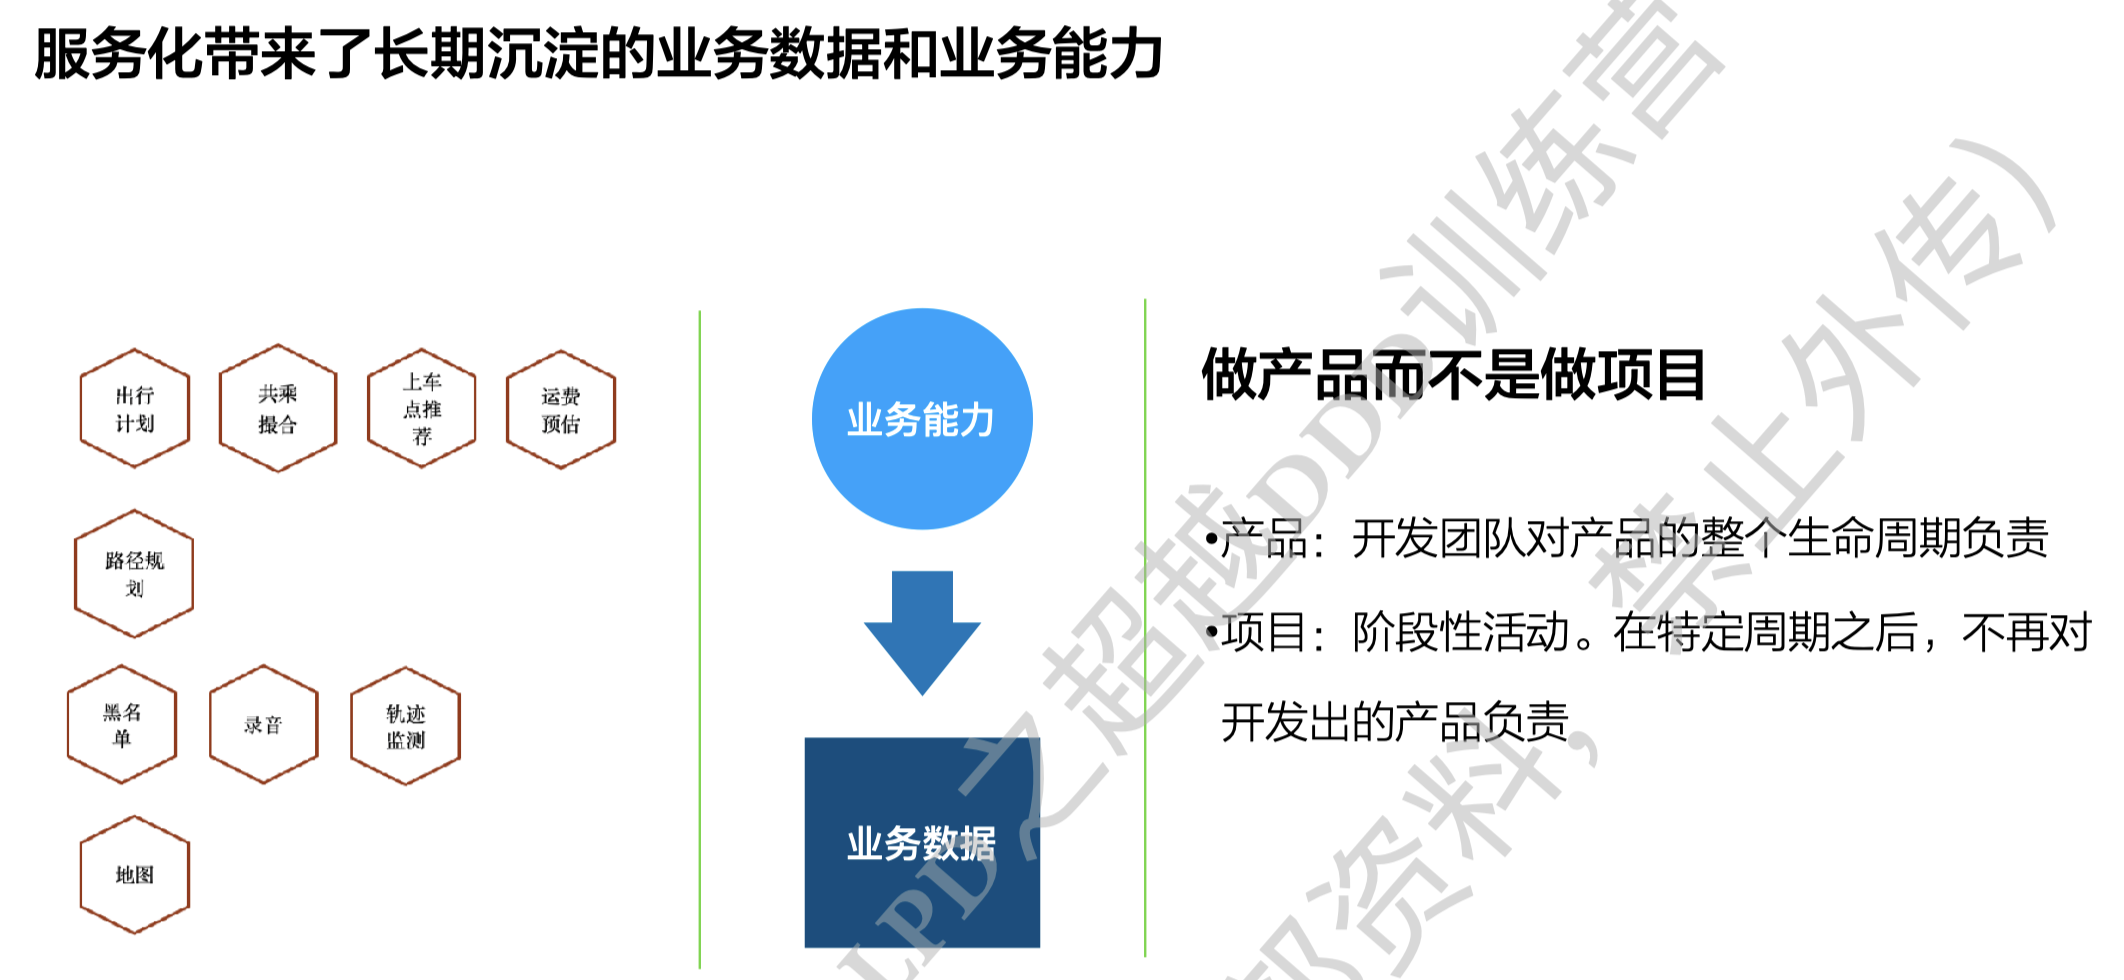 服务化带来了长期沉淀的业务数据和业务能力
出行
计划
共乘
撮合
上车
点推
荐
运费
预估
路径规
划
黑名
单
录音
轨迹
监测
地图
业务能力
业务数据
做产品而不是做项目
•产品：开发团队对产品的整个生命周期负责
•项目：阶段性活动。在特定周期之后，不再对
开发出的产品负责
LPD之超越DDD训练营
部资料，禁止外传）